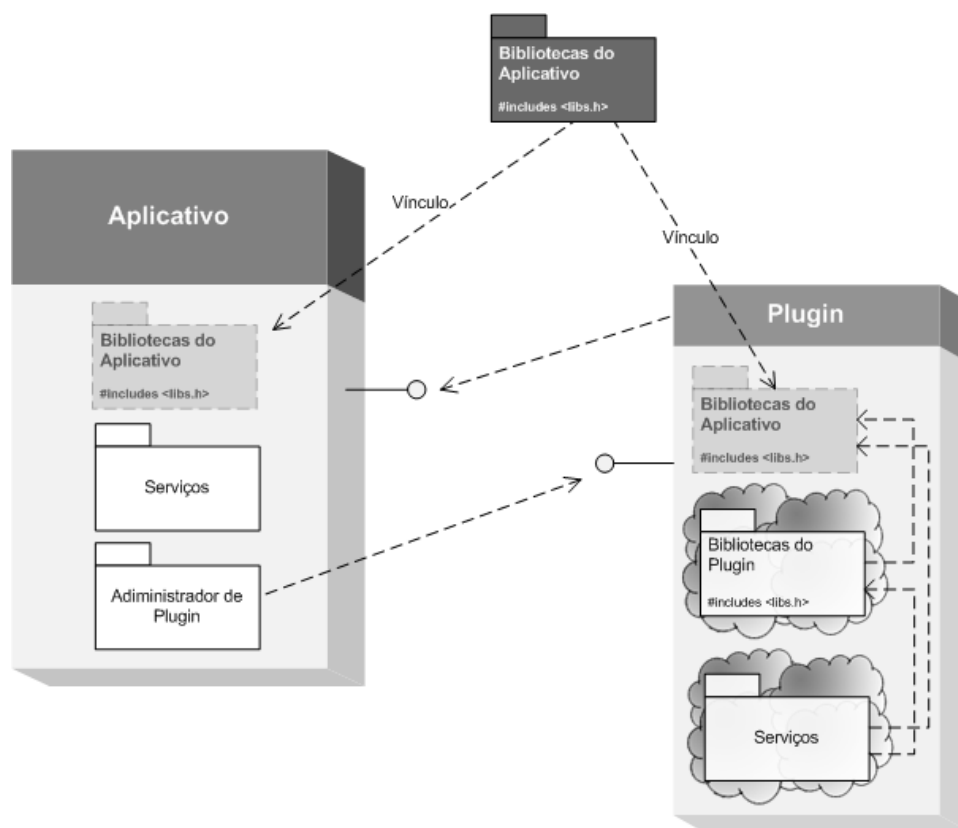 Bibliotecas do
Aplicativo
#includes <libs.h>
Vínculo
Vínculo
Aplicativo
Bibliotecas do
Aplicativo
#includes <libs.h>
Serviços
Adiministrador de
Plugin
Plugin
Bibliotecas do
Aplicativo
#includes <libs.h>
Bibliotecas do
Plugin
#includes <libs.h>
Serviços